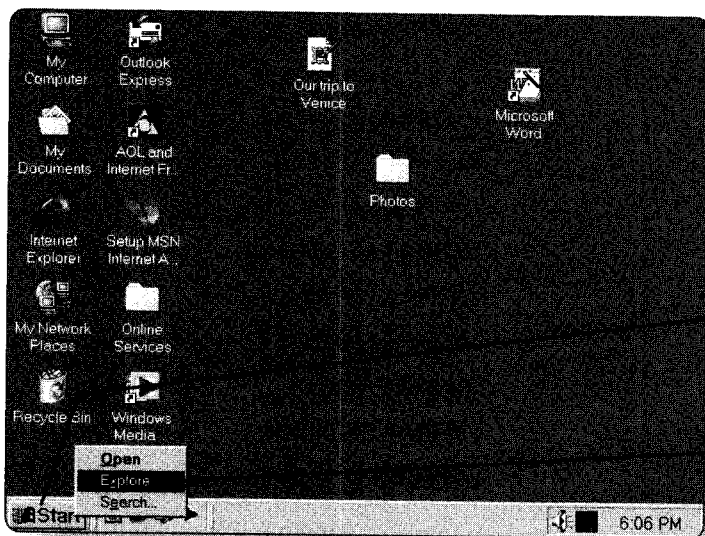 My
Computer
Outlook
Express
Our trip to
Venice
Microsoft
Word
My
Documents
AOL and
Internet Fr...
Photos
Internet
Explorer
Setup MSN
Internet A...
My Network
Places
Online
Services
Recycle Bin
Windows
Media
Open
Explore
Search...
Start
6:06 PM